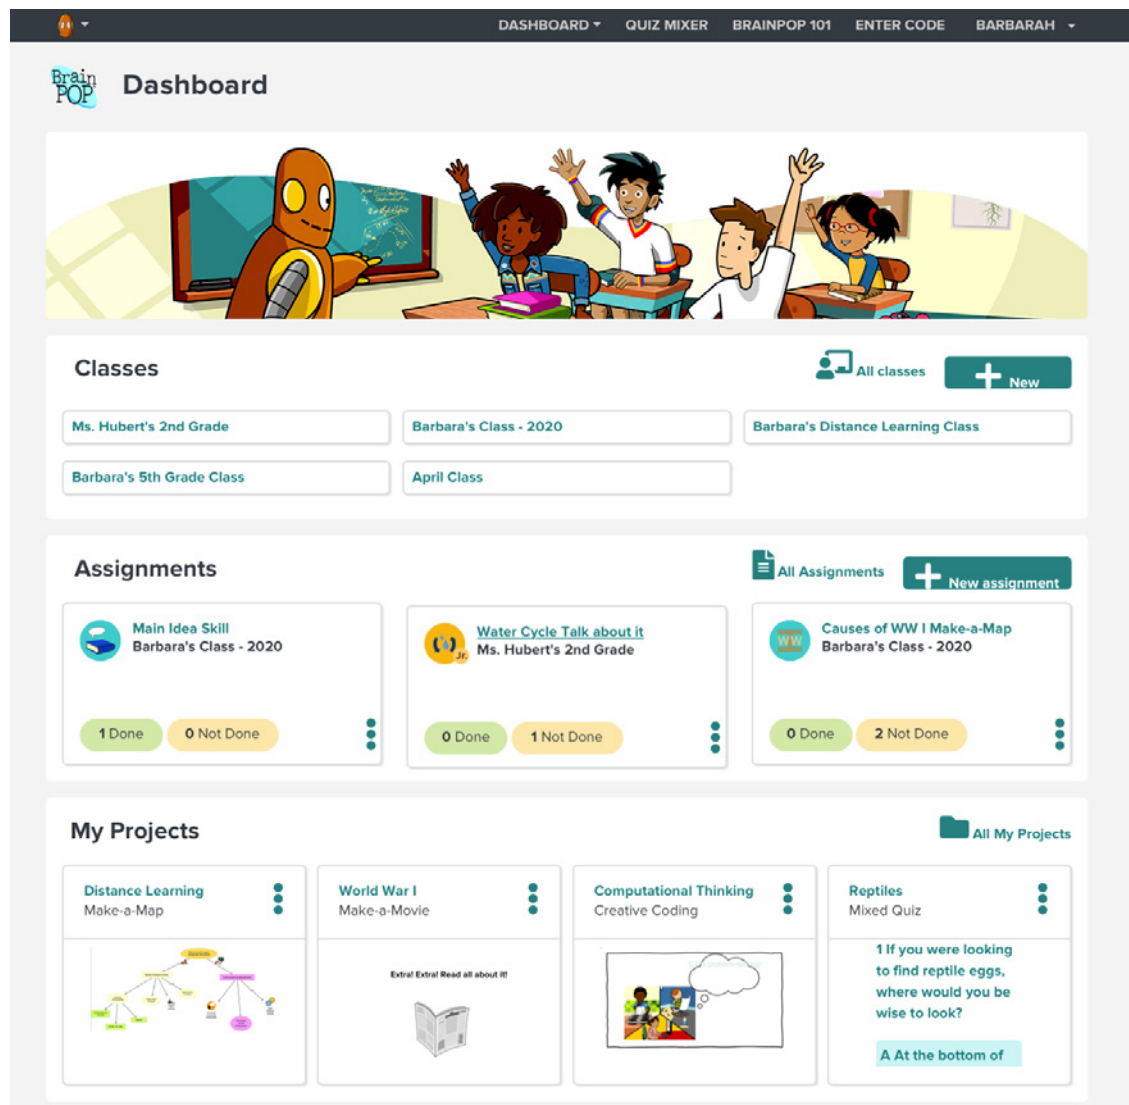 DASHBOARD QUIZ MIXER BRAINPOP 101 ENTER CODE BARBARAH
Brain
POP
Dashboard
Classes
All classes
New
Ms. Hubert's 2nd Grade
Barbara's Class - 2020
Barbara's Distance Learning Class
Barbara's 5th Grade Class
April Class
Assignments
All Assignments
New assignment
Main Idea Skill
Barbara's Class - 2020
1 Done 0 Not Done
Jr.
Water Cycle Talk about it
Ms. Hubert's 2nd Grade
0 Done 1 Not Done
WW
Causes of WW I Make-a-Map
Barbara's Class - 2020
0 Done 2 Not Done
My Projects
All My Projects
Distance Learning
Make-a-Map
World War I
Make-a-Movie
Extra! Extra! Read all about it!
Computational Thinking
Creative Coding
Reptiles
Mixed Quiz
1 If you were looking
to find reptile eggs,
where would you be
wise to look?
A At the bottom of